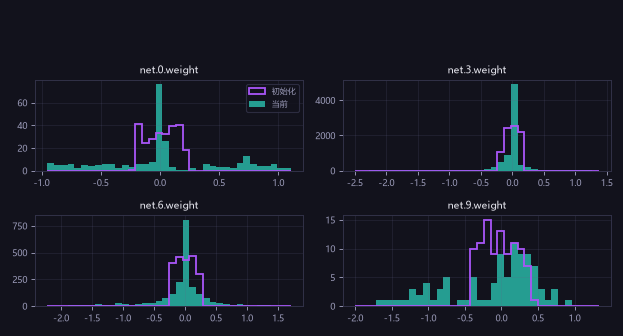 net.0.weight
net.3.weight
初始化
当前
60
40
20
0
4000
2000
0
-1.0 -0.5 0.0 0.5 1.0
-2.5 -2.0 -1.5 -1.0 -0.5 0.0 0.5 1.0 1.5
net.6.weight
net.9.weight
750
500
250
0
15
10
5
0
-2.0 -1.5 -1.0 -0.5 0.0 0.5 1.0 1.5
-2.0 -1.5 -1.0 -0.5 0.0 0.5 1.0